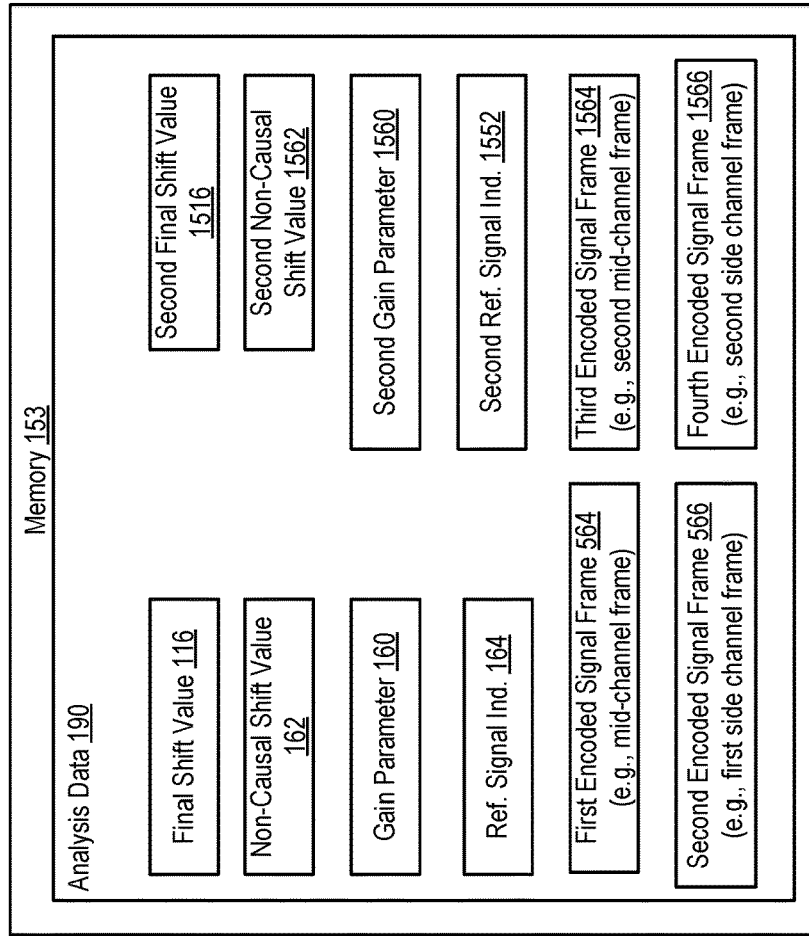 Memory 153
Analysis Data 190
Final Shift Value 116
Second Final Shift Value
1516
Non-Causal Shift Value
162
Second Non-Causal
Shift Value 1562
Gain Parameter 160
Second Gain Parameter 1560
Ref. Signal Ind. 164
Second Ref. Signal Ind. 1552
First Encoded Signal Frame 564
(e.g., mid-channel frame)
Third Encoded Signal Frame 1564
(e.g., second mid-channel frame)
Second Encoded Signal Frame 566
(e.g., first side channel frame)
Fourth Encoded Signal Frame 1566
(e.g., second side channel frame)